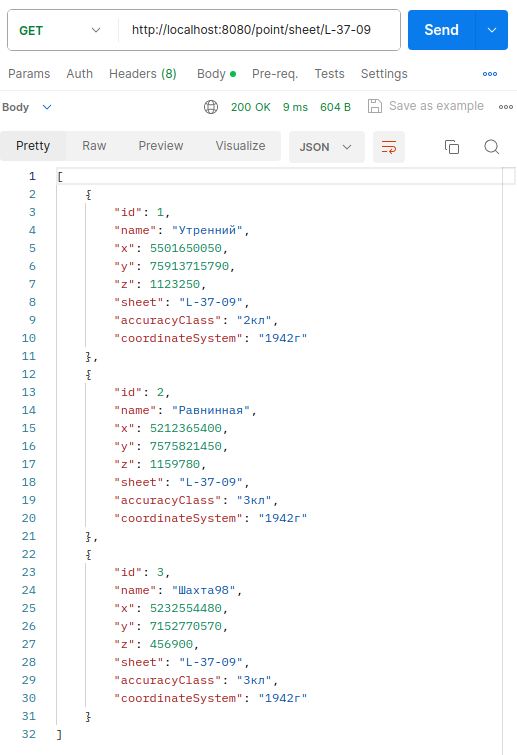 GET http://localhost:8080/point/sheet/L-37-09 Send
Params Auth Headers (8) Body Pre-req. Tests Settings
Body 200 OK 9 ms 604 B Save as example
Pretty Raw Preview Visualize JSON
1 [
2 {
3 "id": 1,
4 "name": "Утренний",
5 "x": 5501650050,
6 "y": 75913715790,
7 "z": 1123250,
8 "sheet": "L-37-09",
9 "accuracyClass": "2кл",
10 "coordinateSystem": "1942г"
11 },
12 {
13 "id": 2,
14 "name": "Равнинная",
15 "x": 5212365400,
16 "y": 7575821450,
17 "z": 1159780,
18 "sheet": "L-37-09",
19 "accuracyClass": "3кл",
20 "coordinateSystem": "1942г"
21 },
22 {
23 "id": 3,
24 "name": "Шахта98",
25 "x": 5232554480,
26 "y": 7152770570,
27 "z": 456900,
28 "sheet": "L-37-09",
29 "accuracyClass": "3кл",
30 "coordinateSystem": "1942г"
31 }
32 ]